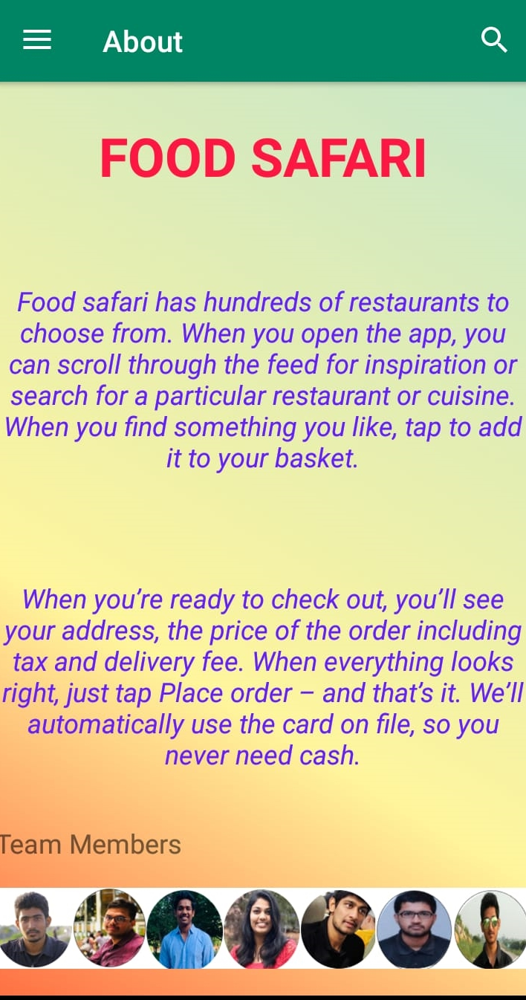 About
FOOD SAFARI
Food safari has hundreds of restaurants to
choose from. When you open the app, you
can scroll through the feed for inspiration or
search for a particular restaurant or cuisine.
When you find something you like, tap to add
it to your basket.
When you’re ready to check out, you’ll see
your address, the price of the order including
tax and delivery fee. When everything looks
right, just tap Place order – and that’s it. We’ll
automatically use the card on file, so you
never need cash.
Team Members